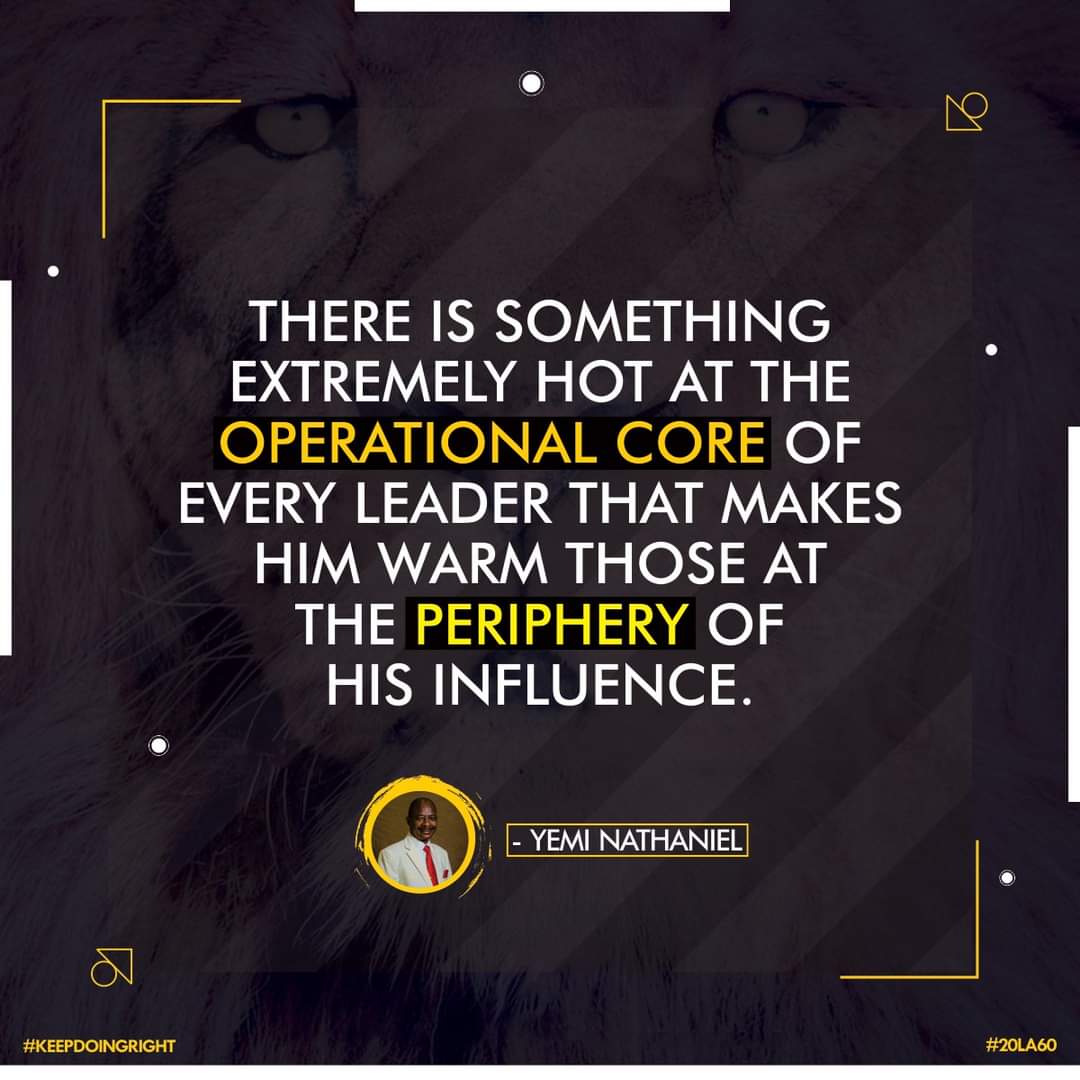 THERE IS SOMETHING
EXTREMELY HOT AT THE
OPERATIONAL CORE OF
EVERY LEADER THAT MAKES
HIM WARM THOSE AT
THE PERIPHERY OF
HIS INFLUENCE.
- YEMI NATHANIEL
#KEEPDOINGRIGHT
#20LA60